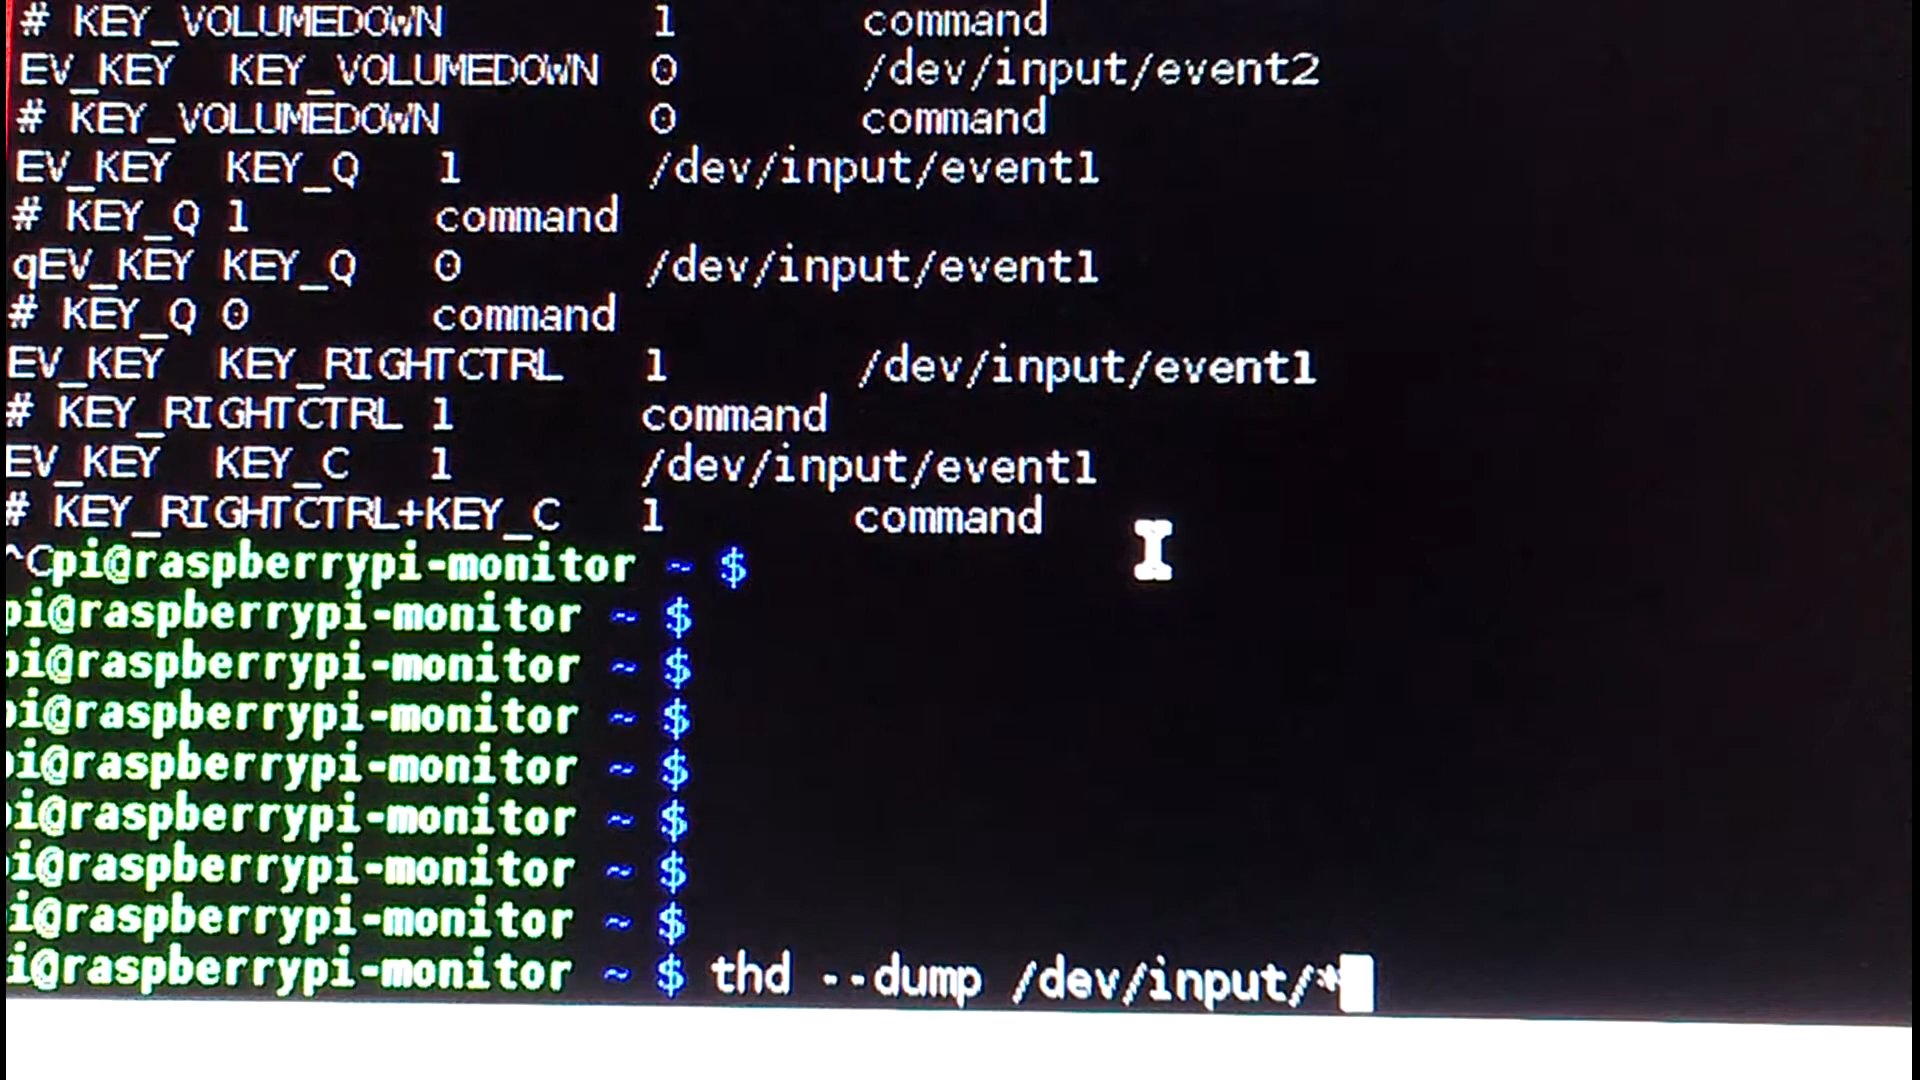 # KEY_VOLUMEDOWN 1 command
EV_KEY KEY_VOLUMEDOWN 0 /dev/input/event2
# KEY_VOLUMEDOWN 0 command
EV_KEY KEY_Q 1 /dev/input/event1
# KEY_Q 1 command
qEV_KEY KEY_Q 0 /dev/input/event1
# KEY_Q 0 command
EV_KEY KEY_RIGHTCTRL 1 /dev/input/event1
# KEY_RIGHTCTRL 1 command
EV_KEY KEY_C 1 /dev/input/event1
# KEY_RIGHTCTRL+KEY_C 1 command
^Cpi@raspberrypi-monitor ~ $
pi@raspberrypi-monitor ~ $
pi@raspberrypi-monitor ~ $
pi@raspberrypi-monitor ~ $
pi@raspberrypi-monitor ~ $
pi@raspberrypi-monitor ~ $
pi@raspberrypi-monitor ~ $
i@raspberrypi-monitor ~ $
i@raspberrypi-monitor ~ $ thd --dump /dev/input/*